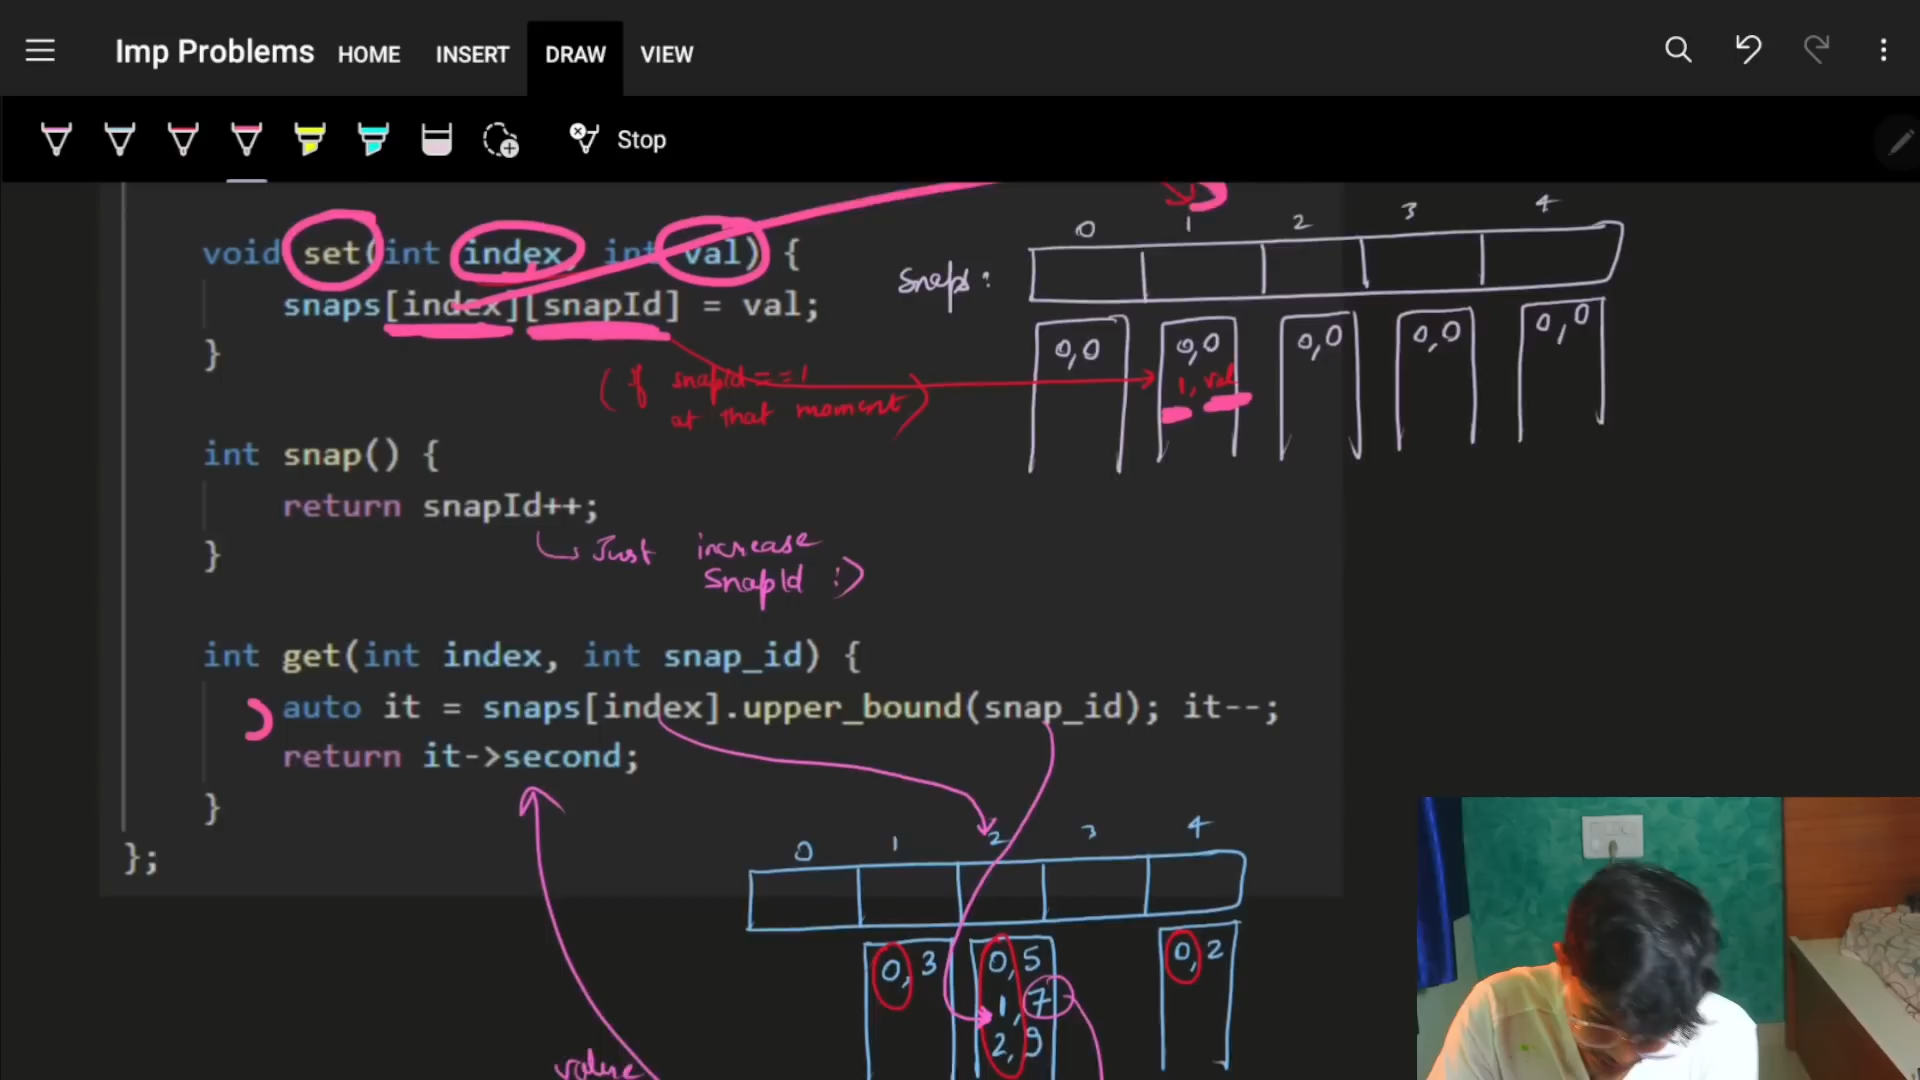 Imp Problems HOME INSERT DRAW VIEW
Stop
void set(int index, int val) {
snaps[index][snapId] = val;
}
(if snapId == 1
at that moment)
int snap() {
return snapId++;
}
Just increase
SnapId :)
int get(int index, int snap_id) {
auto it = snaps[index].upper_bound(snap_id); it--;
return it->second;
}
};
0 1 2 3 4
Snaps:
0,0 0,0 0,0 0,0 0,0
1, val
0 1 2 3 4
0, 3 0, 5 0, 2
1, 7
2, 9
value